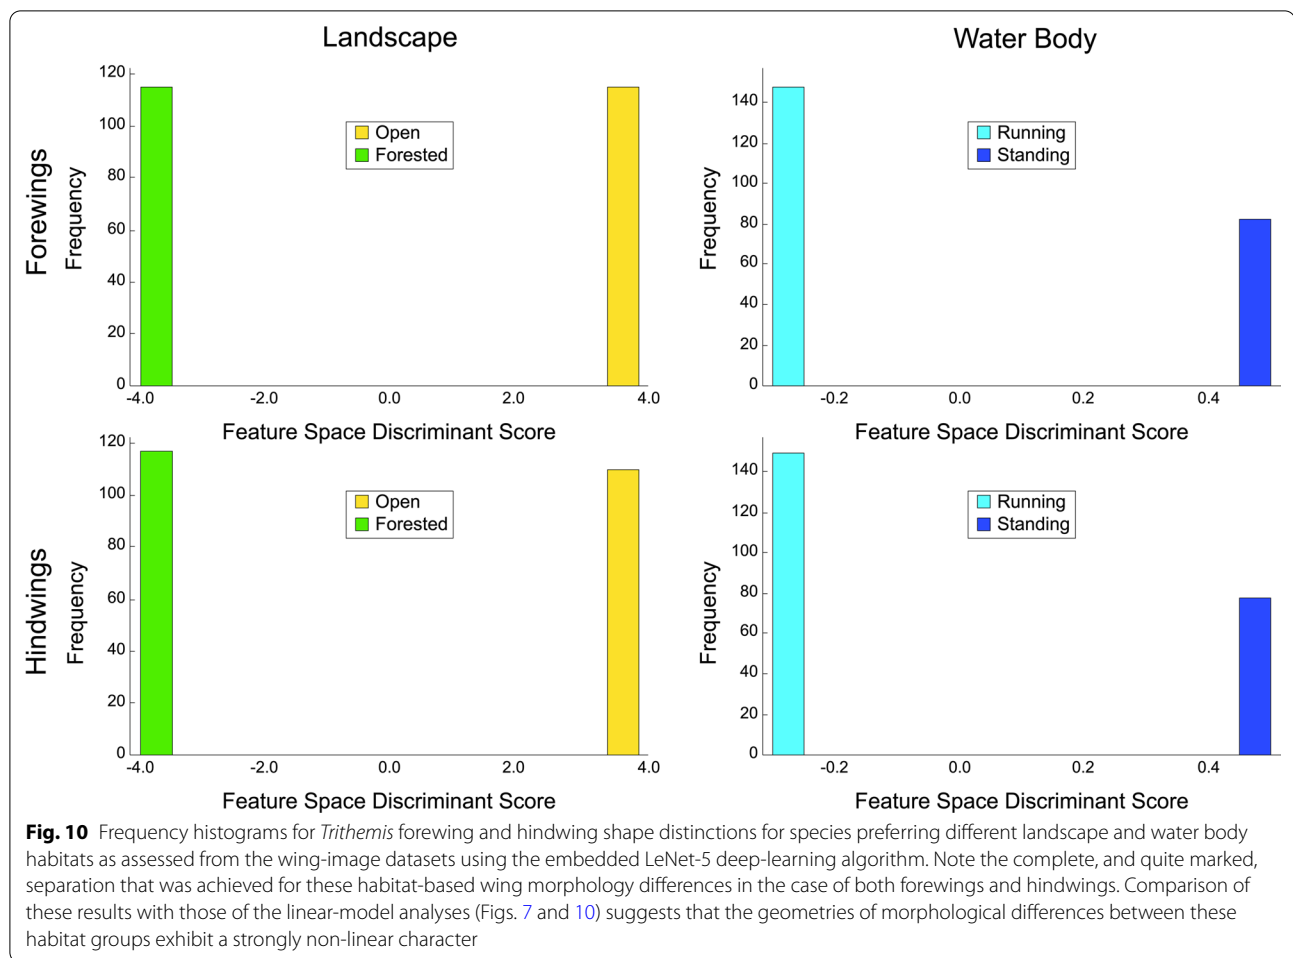 Landscape
Water Body
Forewings
Frequency
120
100
80
60
40
20
0
Open
Forested
-4.0 -2.0 0.0 2.0 4.0
Feature Space Discriminant Score
Frequency
140
120
100
80
60
40
20
0
Running
Standing
-0.2 0.0 0.2 0.4
Feature Space Discriminant Score
Hindwings
Frequency
120
100
80
60
40
20
0
Open
Forested
-4.0 -2.0 0.0 2.0 4.0
Feature Space Discriminant Score
Frequency
140
120
100
80
60
40
20
0
Running
Standing
-0.2 0.0 0.2 0.4
Feature Space Discriminant Score
Fig. 10 Frequency histograms for Trithemis forewing and hindwing shape distinctions for species preferring different landscape and water body
habitats as assessed from the wing-image datasets using the embedded LeNet-5 deep-learning algorithm. Note the complete, and quite marked,
separation that was achieved for these habitat-based wing morphology differences in the case of both forewings and hindwings. Comparison of
these results with those of the linear-model analyses (Figs. 7 and 10) suggests that the geometries of morphological differences between these
habitat groups exhibit a strongly non-linear character